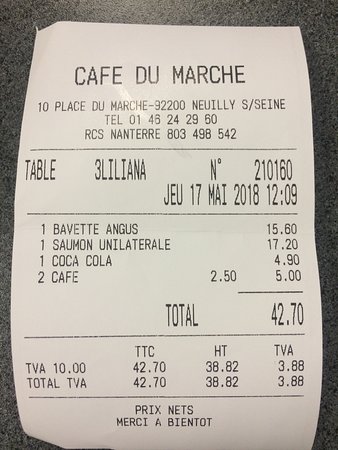 CAFE DU MARCHE
10 PLACE DU MARCHE-92200 NEUILLY S/SEINE
TEL 01 46 24 29 60
RCS NANTERRE 803 498 542
TABLE 3LILIANA N° 210160
JEU 17 MAI 2018 12:09
1 BAVETTE ANGUS 15.60
1 SAUMON UNILATERALE 17.20
1 COCA COLA 4.90
2 CAFE 2.50 5.00
TOTAL 42.70
TTC HT TVA
TVA 10.00 42.70 38.82 3.88
TOTAL TVA 42.70 38.82 3.88
PRIX NETS
MERCI A BIENTOT